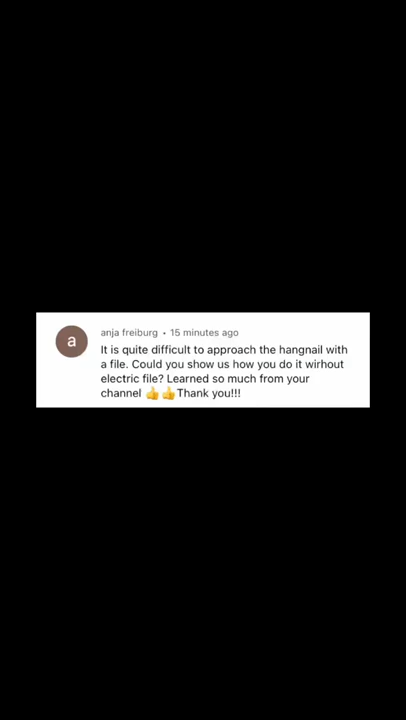 a
anja freiburg • 15 minutes ago
It is quite difficult to approach the hangnail with
a file. Could you show us how you do it wirhout
electric file? Learned so much from your
channel 👍👍Thank you!!!